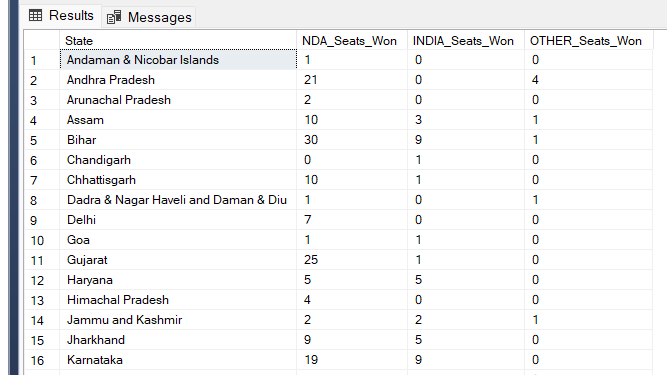 Results Messages
State NDA_Seats_Won INDIA_Seats_Won OTHER_Seats_Won
1 Andaman & Nicobar Islands 1 0 0
2 Andhra Pradesh 21 0 4
3 Arunachal Pradesh 2 0 0
4 Assam 10 3 1
5 Bihar 30 9 1
6 Chandigarh 0 1 0
7 Chhattisgarh 10 1 0
8 Dadra & Nagar Haveli and Daman & Diu 1 0 1
9 Delhi 7 0 0
10 Goa 1 1 0
11 Gujarat 25 1 0
12 Haryana 5 5 0
13 Himachal Pradesh 4 0 0
14 Jammu and Kashmir 2 2 1
15 Jharkhand 9 5 0
16 Karnataka 19 9 0